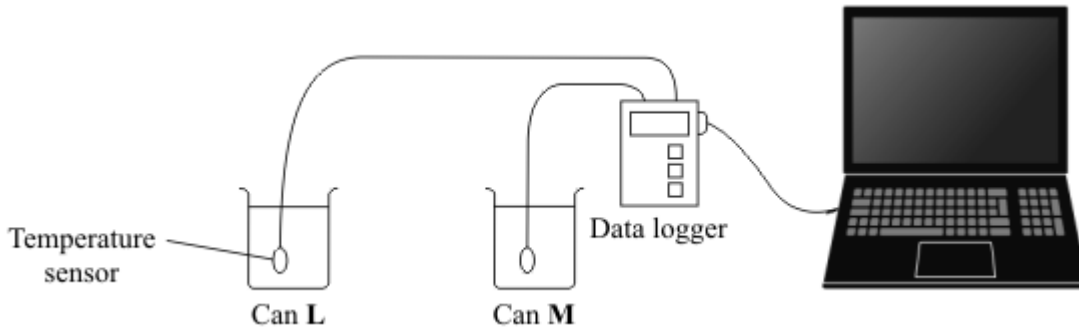 Temperature
sensor
Can L
Can M
Data logger